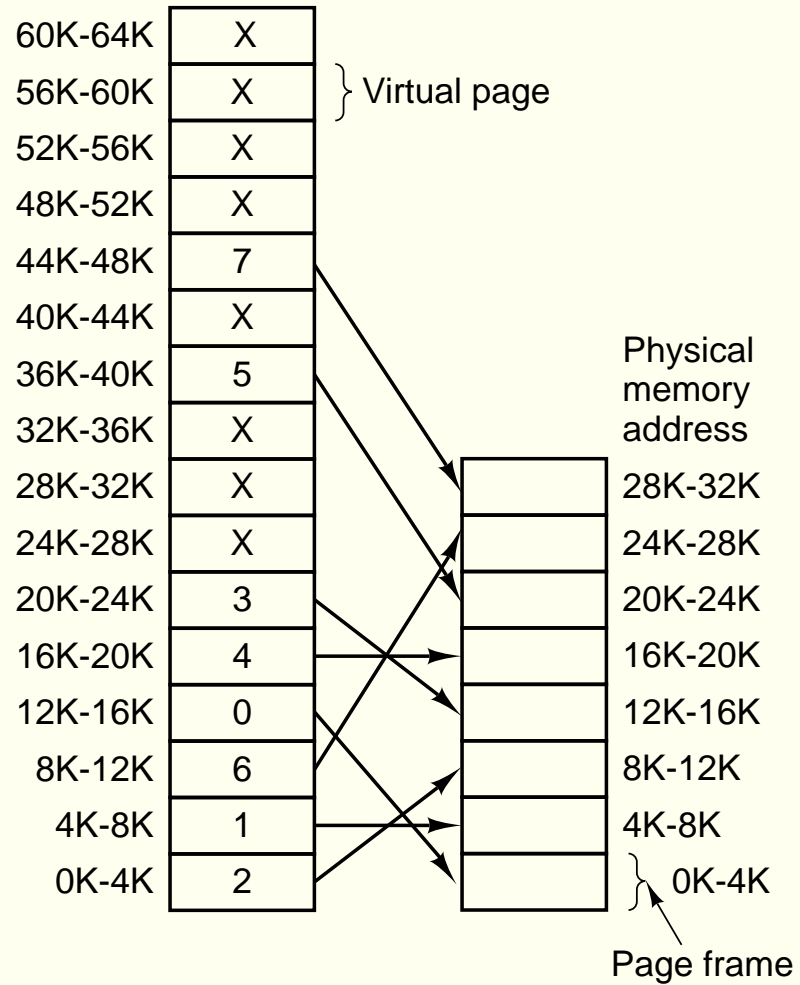 60K-64K X
56K-60K X Virtual page
52K-56K X
48K-52K X
44K-48K 7
40K-44K X
36K-40K 5
32K-36K X
28K-32K X
24K-28K X
20K-24K 3
16K-20K 4
12K-16K 0
8K-12K 6
4K-8K 1
0K-4K 2
Physical
memory
address
28K-32K
24K-28K
20K-24K
16K-20K
12K-16K
8K-12K
4K-8K
0K-4K
Page frame